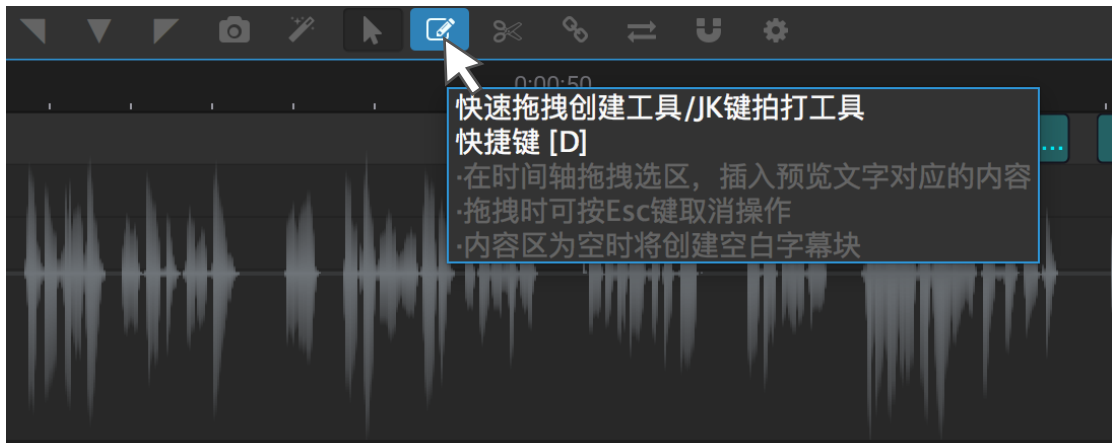 0:00:50
快速拖拽创建工具/JK键拍打工具
快捷键 [D]
·在时间轴拖拽选区，插入预览文字对应的内容
·拖拽时可按Esc键取消操作
·内容区为空时将创建空白字幕块
...